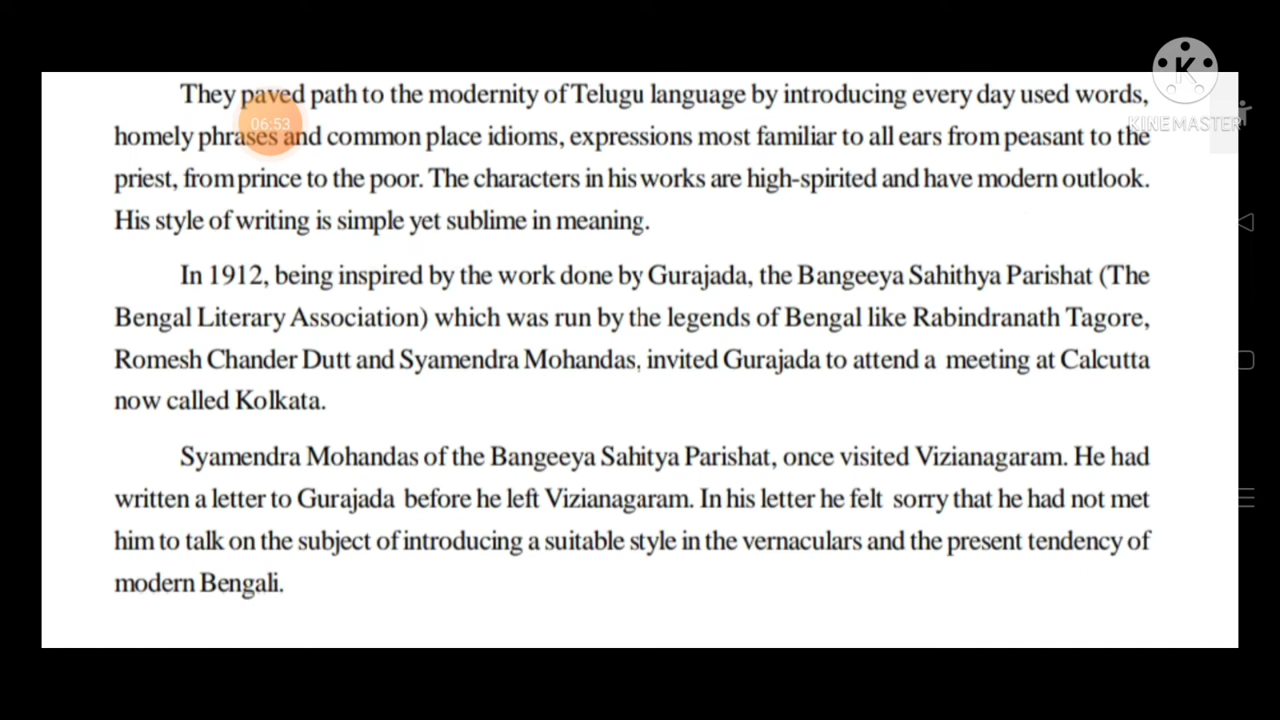 They paved path to the modernity of Telugu language by introducing every day used words,
06:53
homely phrases and common place idioms, expressions most familiar to all ears from peasant to the
priest, from prince to the poor. The characters in his works are high-spirited and have modern outlook.
His style of writing is simple yet sublime in meaning.
In 1912, being inspired by the work done by Gurajada, the Bangeeya Sahithya Parishat (The
Bengal Literary Association) which was run by the legends of Bengal like Rabindranath Tagore,
Romesh Chander Dutt and Syamendra Mohandas, invited Gurajada to attend a meeting at Calcutta
now called Kolkata.
Syamendra Mohandas of the Bangeeya Sahitya Parishat, once visited Vizianagaram. He had
written a letter to Gurajada before he left Vizianagaram. In his letter he felt sorry that he had not met
him to talk on the subject of introducing a suitable style in the vernaculars and the present tendency of
modern Bengali.
K
KINEMASTER